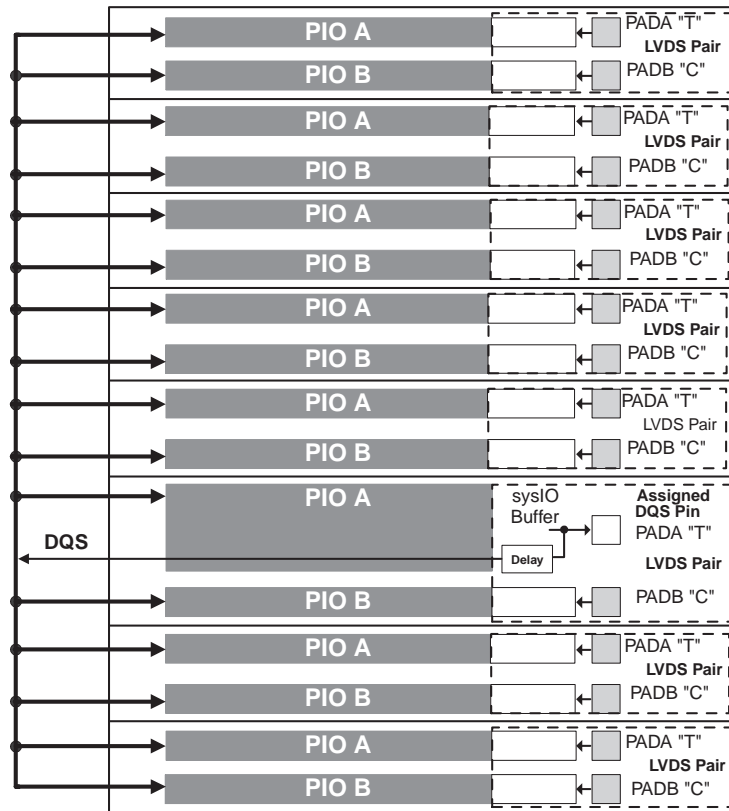 PIO A
PADA "T"
LVDS Pair
PIO B
PADB "C"
PIO A
PADA "T"
LVDS Pair
PIO B
PADB "C"
PIO A
PADA "T"
LVDS Pair
PIO B
PADB "C"
PIO A
PADA "T"
LVDS Pair
PIO B
PADB "C"
PIO A
PADA "T"
LVDS Pair
PIO B
PADB "C"
PIO A
sysIO
Buffer
Assigned
DQS Pin
PADA "T"
DQS
Delay
LVDS Pair
PIO B
PADB "C"
PIO A
PADA "T"
LVDS Pair
PIO B
PADB "C"
PIO A
PADA "T"
LVDS Pair
PIO B
PADB "C"